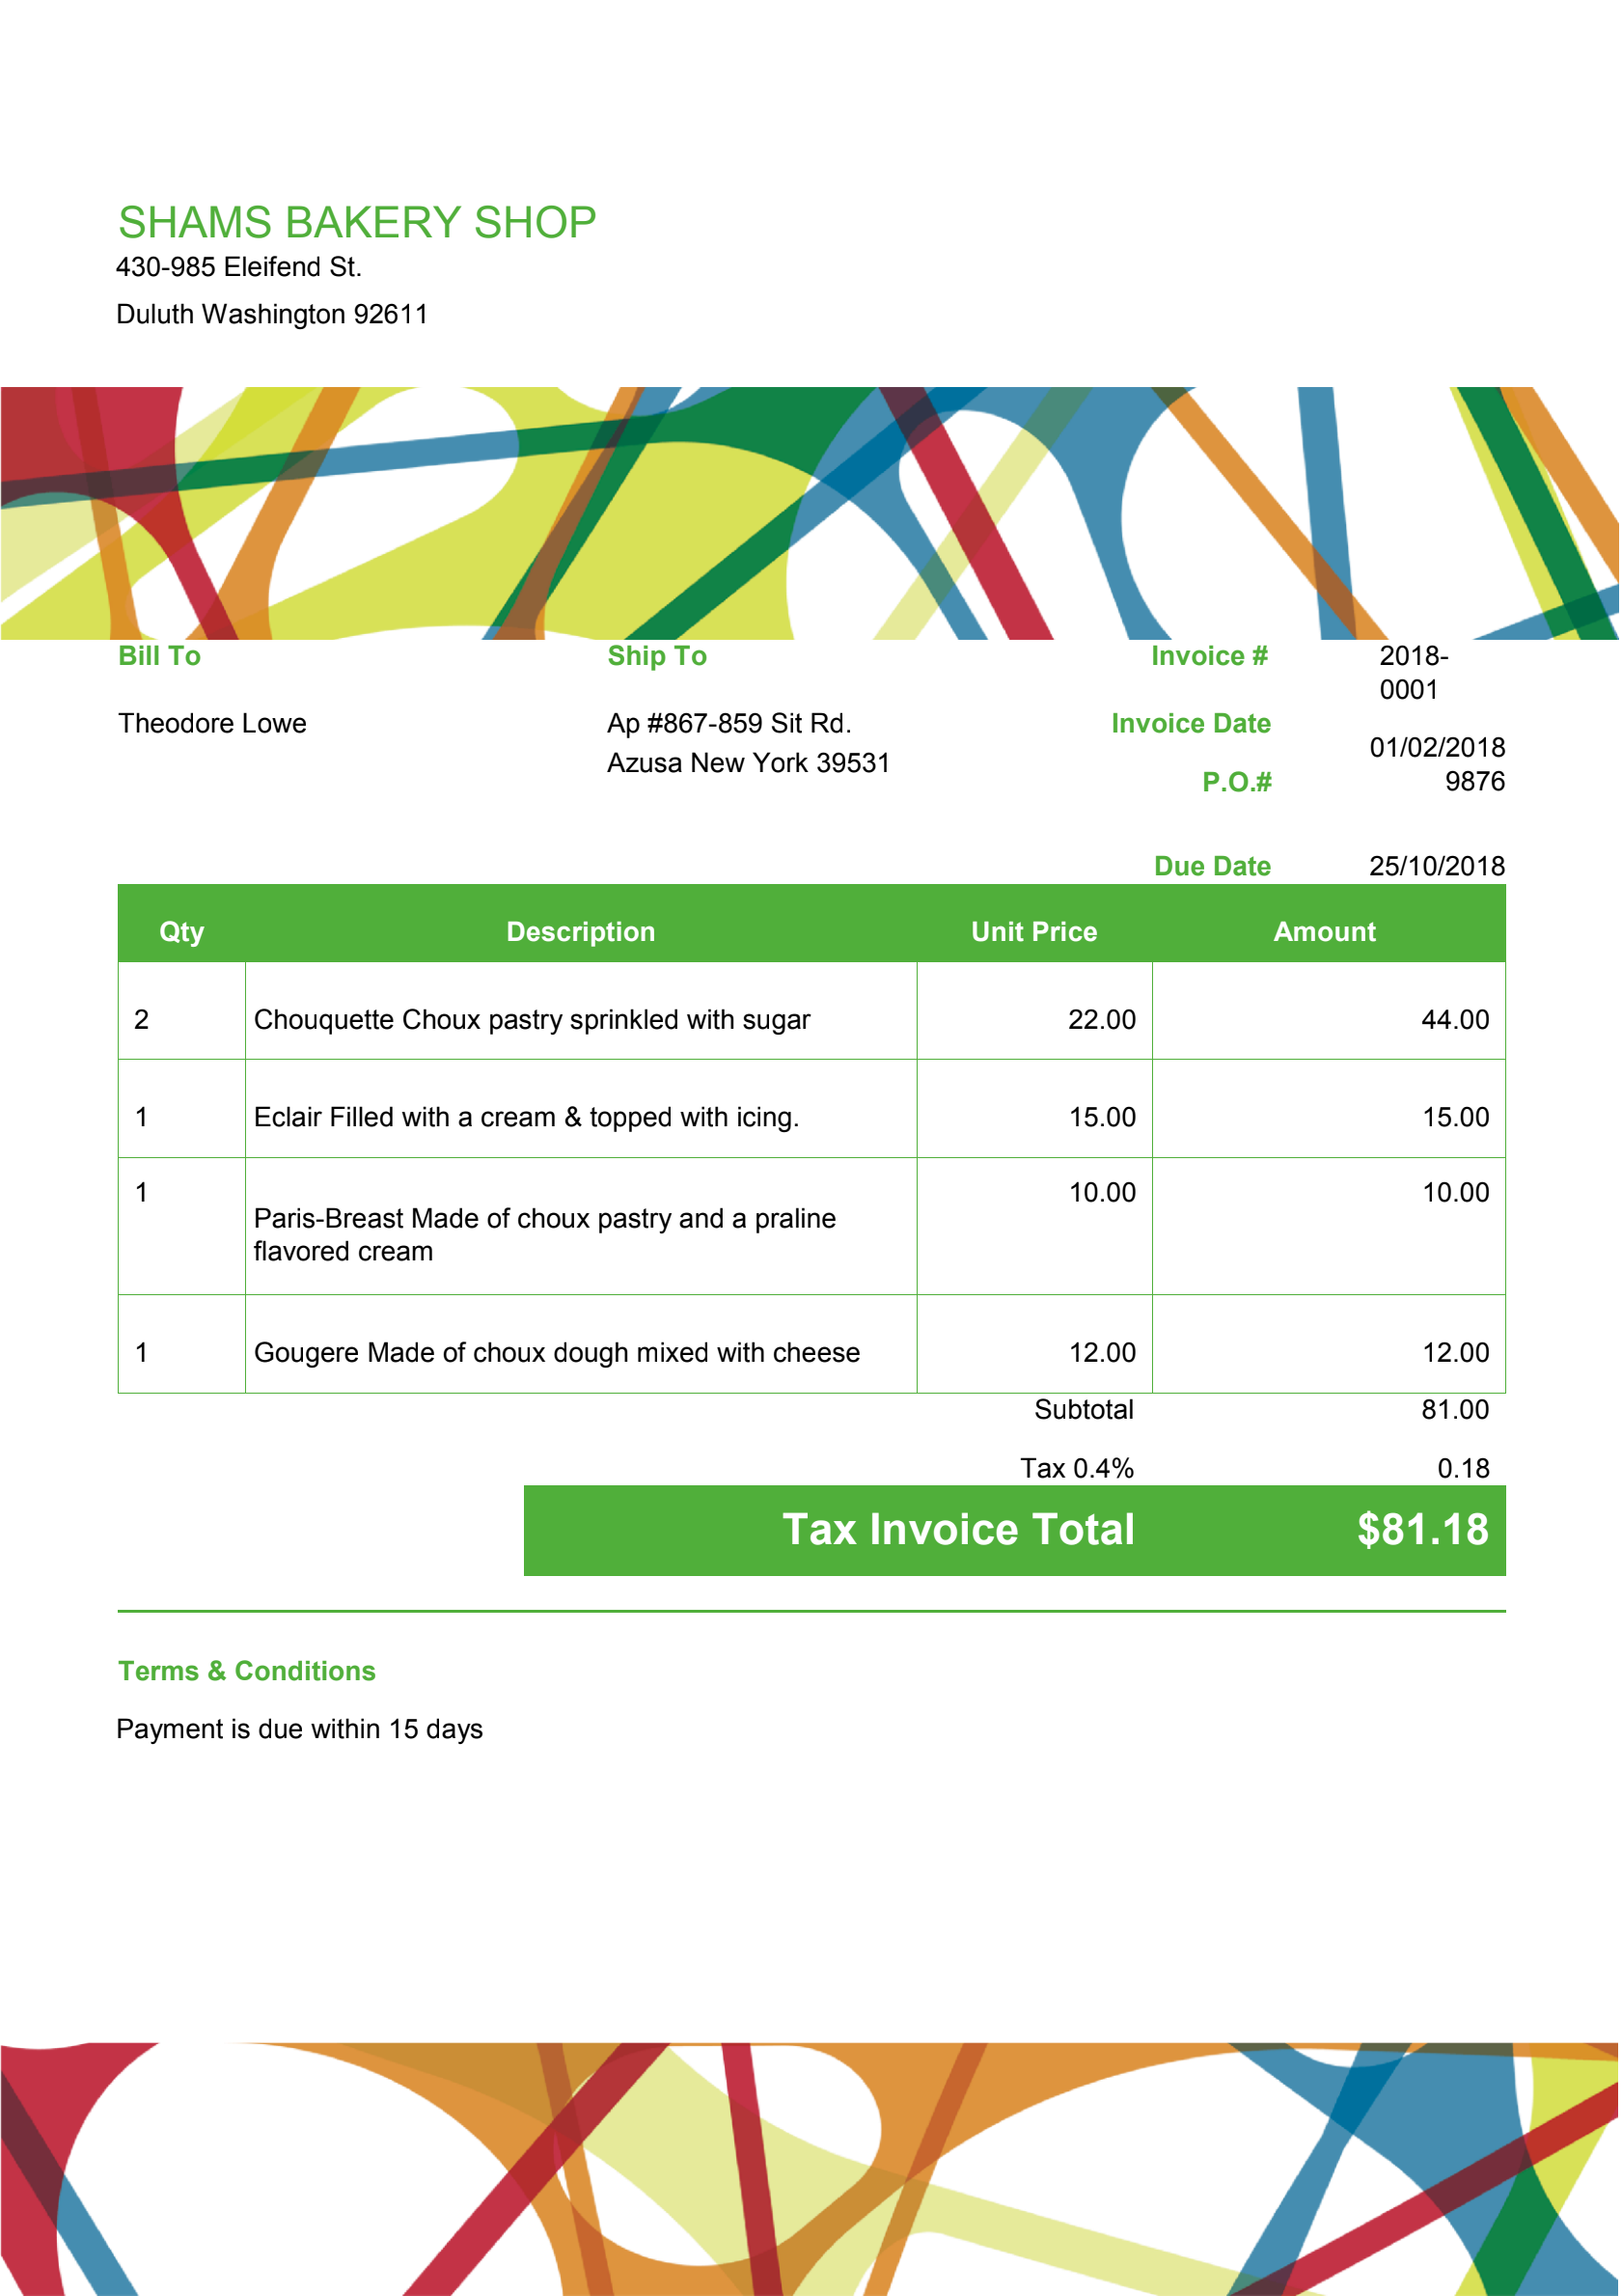 SHAMS BAKERY SHOP
430-985 Eleifend St.
Duluth Washington 92611
Bill To
Theodore Lowe
Ship To
Ap #867-859 Sit Rd.
Azusa New York 39531
Invoice # 2018-
0001
Invoice Date 01/02/2018
P.O.# 9876
Due Date 25/10/2018
Qty Description Unit Price Amount
2 Chouquette Choux pastry sprinkled with sugar 22.00 44.00
1 Eclair Filled with a cream & topped with icing. 15.00 15.00
1 Paris-Breast Made of choux pastry and a praline 10.00 10.00
flavored cream
1 Gougere Made of choux dough mixed with cheese 12.00 12.00
Subtotal 81.00
Tax 0.4% 0.18
Tax Invoice Total $81.18
Terms & Conditions
Payment is due within 15 days